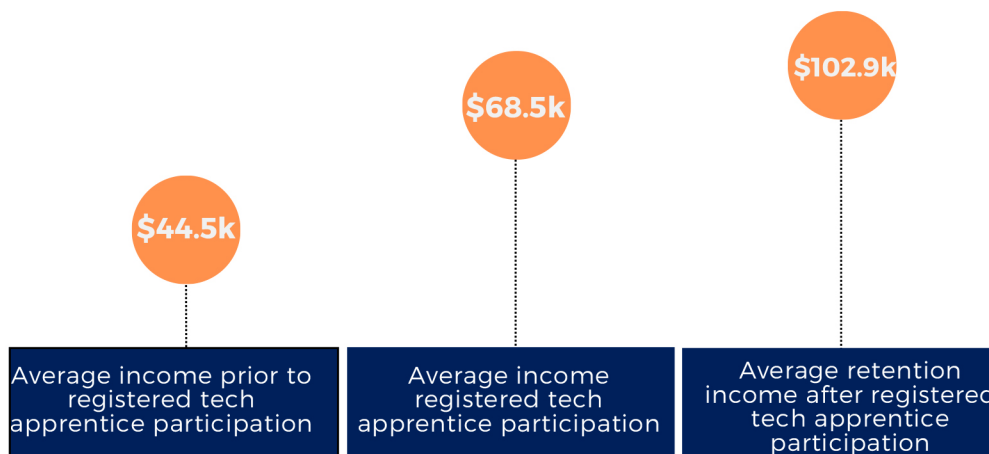 $44.5k
$68.5k
$102.9k
Average income prior to
registered tech
apprentice participation
Average income
registered tech
apprentice participation
Average retention
income after registered
tech apprentice
participation